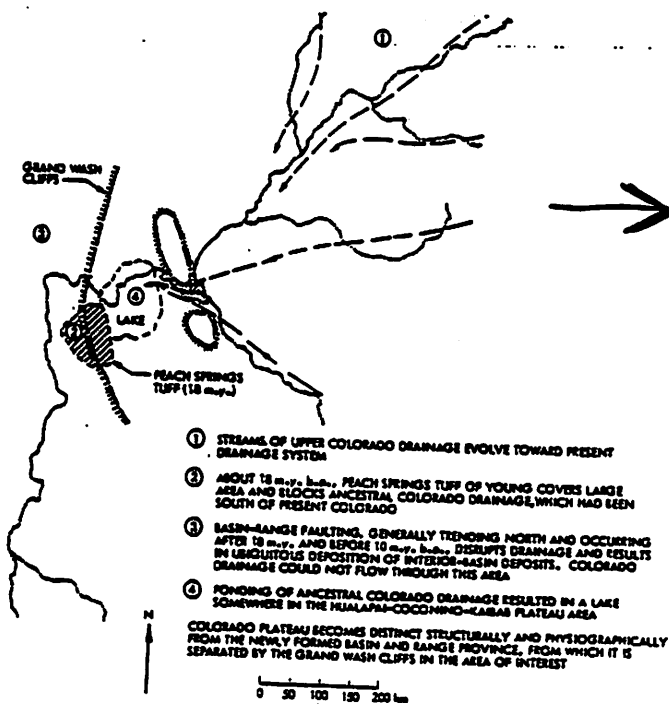 ①
GRAND WASH
CLIFFS
③
④
LAKE
②
PEACH SPRINGS
TUFF (18 m.y.)
① STREAMS OF UPPER COLORADO DRAINAGE EVOLVE TOWARD PRESENT
DRAINAGE SYSTEM
② ABOUT 18 m.y. b.p., PEACH SPRINGS TUFF OF YOUNG COVERS LARGE
AREA AND BLOCKS ANCESTRAL COLORADO DRAINAGE, WHICH HAD BEEN
SOUTH OF PRESENT COLORADO
③ BASIN-RANGE FAULTING, GENERALLY TRENDING NORTH AND OCCURRING
AFTER 18 m.y. AND BEFORE 10 m.y. b.p., DISRUPTS DRAINAGE AND RESULTS
IN UBIQUITOUS DEPOSITION OF INTERIOR-BASIN DEPOSITS. COLORADO
DRAINAGE COULD NOT FLOW THROUGH THIS AREA
④ PONDING OF ANCESTRAL COLORADO DRAINAGE RESULTED IN A LAKE
SOMEWHERE IN THE HUALAPAI-COCONINO-KAIBAB PLATEAU AREA
COLORADO PLATEAU BECOMES DISTINCT STRUCTURALLY AND PHYSIOGRAPHICALLY
FROM THE NEWLY FORMED BASIN AND RANGE PROVINCE, FROM WHICH IT IS
SEPARATED BY THE GRAND WASH CLIFFS IN THE AREA OF INTEREST
N
0 50 100 150 200 km